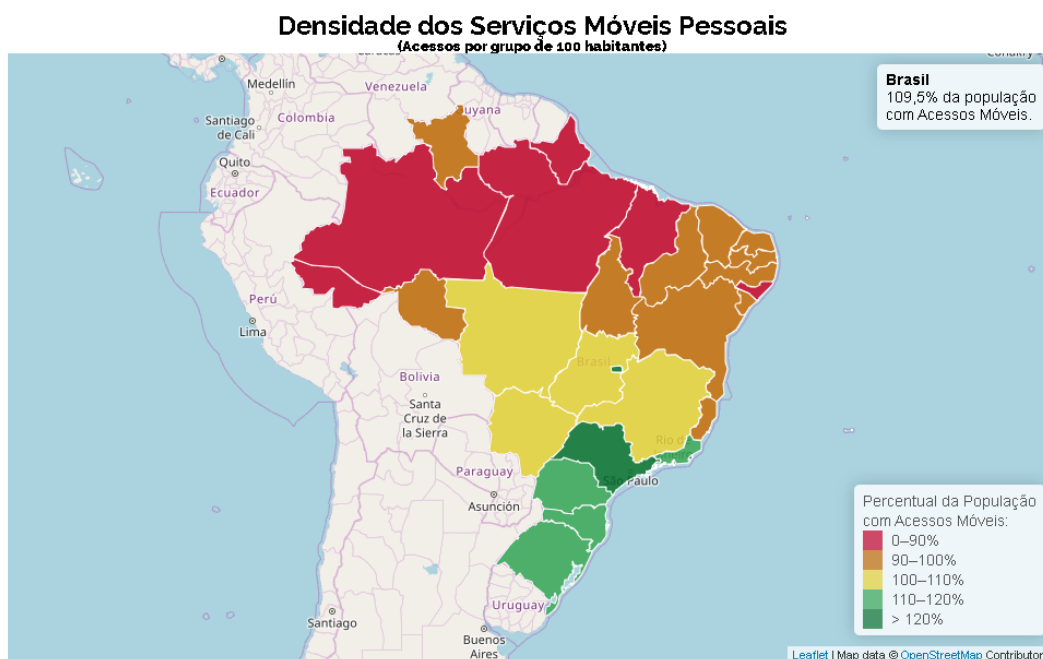 Densidade dos Serviços Móveis Pessoais
(Acessos por grupo de 100 habitantes)
Brasil
109,5% da população
com Acessos Móveis.
Medellín
Venezuela
uyana
Santiago
de Cali
Colombia
Quito
Ecuador
Perú
Lima
Brasil
Bolivia
Santa
Cruz de
la Sierra
Rio d
Paraguay
São Paulo
Asunción
Uruguay
Santiago
Buenos
Aires
Percentual da População
com Acessos Móveis:
0–90%
90–100%
100–110%
110–120%
> 120%
Leaflet | Map data © OpenStreetMap Contributor